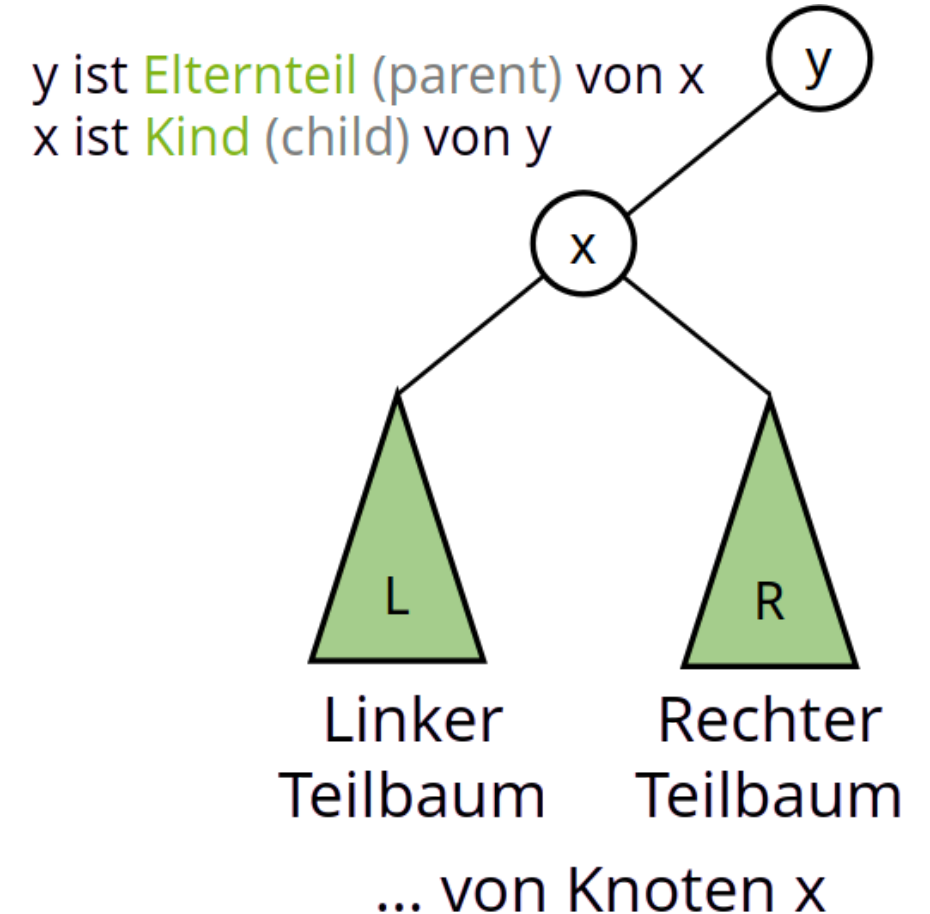 y ist Elternteil (parent) von x
x ist Kind (child) von y
y
x
L
R
Linker
Teilbaum
Rechter
Teilbaum
... von Knoten x